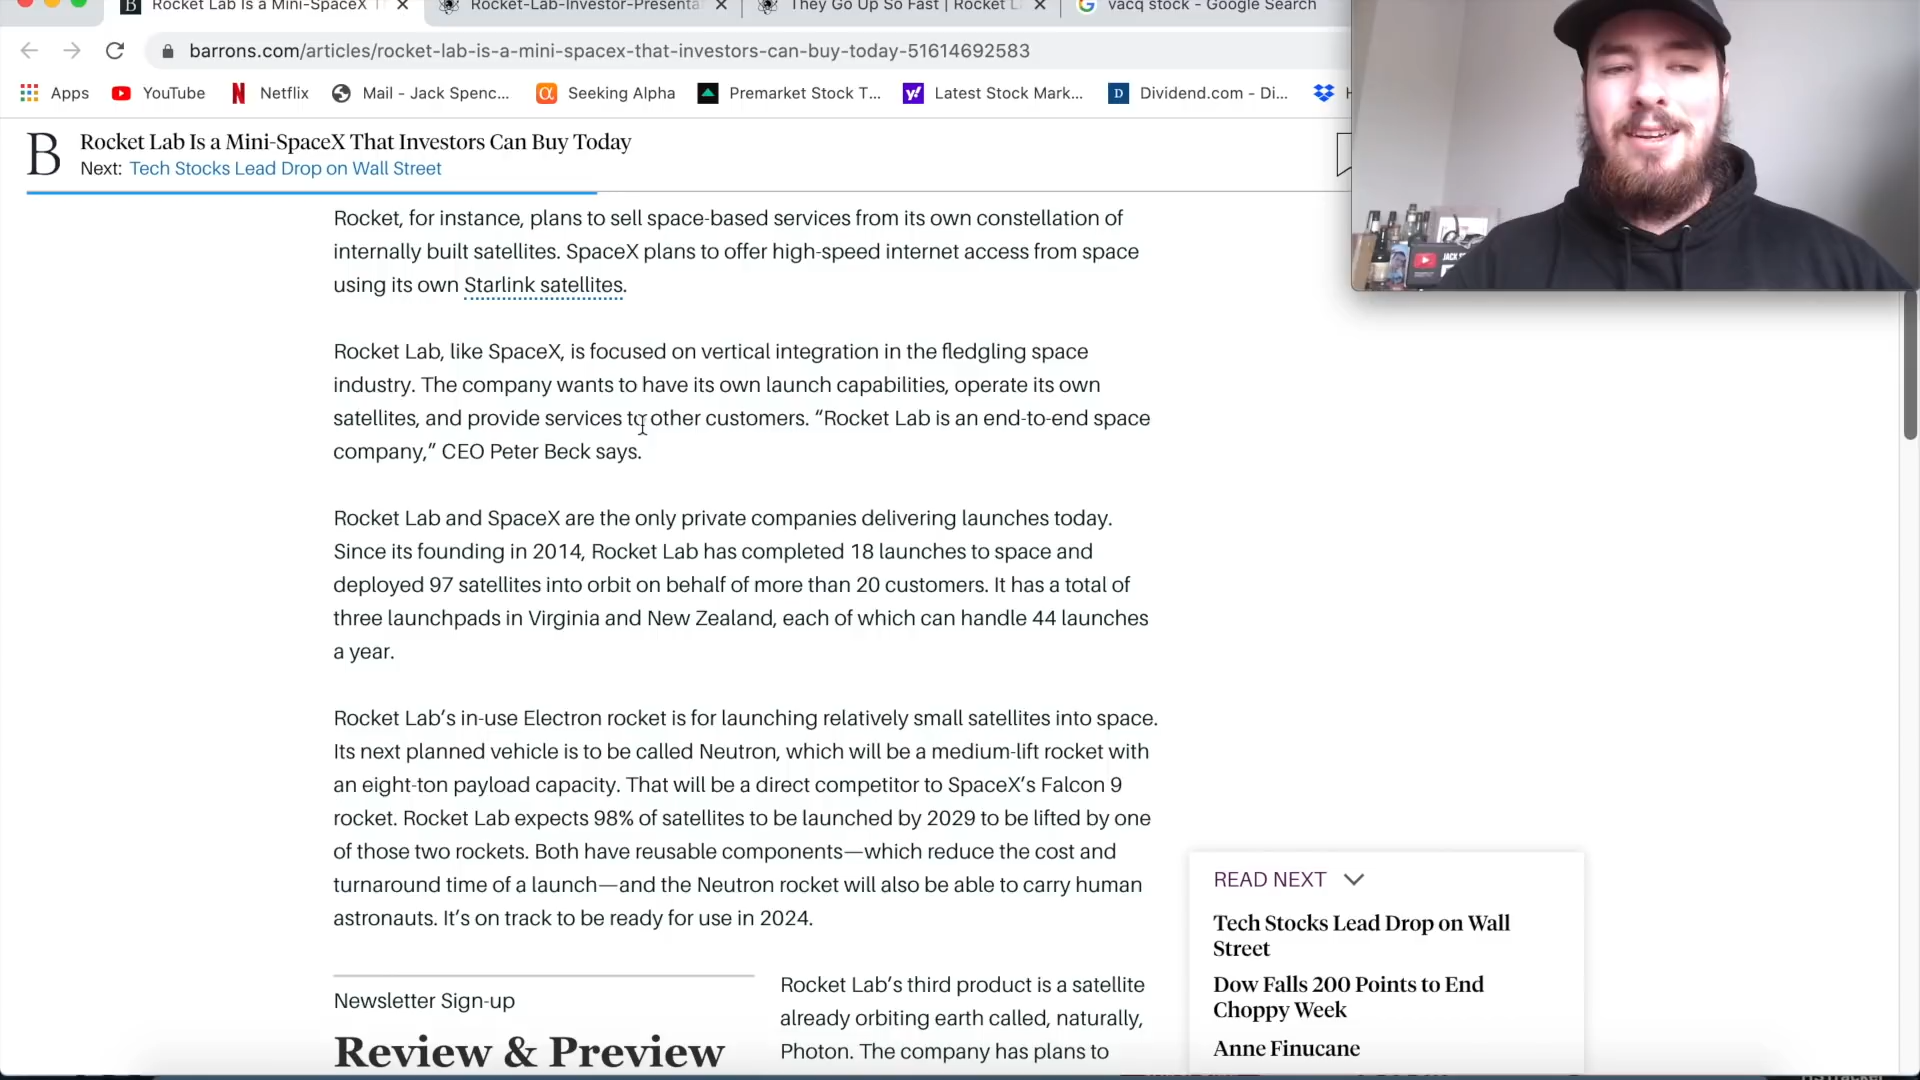 Rocket Lab Is a Mini-SpaceX T
Rocket-Lab-Investor-Presenta
They Go Up So Fast | Rocket L
vacq stock - Google Search
barrons.com/articles/rocket-lab-is-a-mini-spacex-that-investors-can-buy-today-51614692583
Apps
YouTube
Netflix
Mail - Jack Spenc...
Seeking Alpha
Premarket Stock T...
Latest Stock Mark...
Dividend.com - Di...
B
Rocket Lab Is a Mini-SpaceX That Investors Can Buy Today
Next: Tech Stocks Lead Drop on Wall Street
JACK
Rocket, for instance, plans to sell space-based services from its own constellation of
internally built satellites. SpaceX plans to offer high-speed internet access from space
using its own Starlink satellites.
Rocket Lab, like SpaceX, is focused on vertical integration in the fledgling space
industry. The company wants to have its own launch capabilities, operate its own
satellites, and provide services to other customers. “Rocket Lab is an end-to-end space
company,” CEO Peter Beck says.
Rocket Lab and SpaceX are the only private companies delivering launches today.
Since its founding in 2014, Rocket Lab has completed 18 launches to space and
deployed 97 satellites into orbit on behalf of more than 20 customers. It has a total of
three launchpads in Virginia and New Zealand, each of which can handle 44 launches
a year.
Rocket Lab’s in-use Electron rocket is for launching relatively small satellites into space.
Its next planned vehicle is to be called Neutron, which will be a medium-lift rocket with
an eight-ton payload capacity. That will be a direct competitor to SpaceX’s Falcon 9
rocket. Rocket Lab expects 98% of satellites to be launched by 2029 to be lifted by one
of those two rockets. Both have reusable components—which reduce the cost and
turnaround time of a launch—and the Neutron rocket will also be able to carry human
astronauts. It’s on track to be ready for use in 2024.
Newsletter Sign-up
Review & Preview
Rocket Lab’s third product is a satellite
already orbiting earth called, naturally,
Photon. The company has plans to
READ NEXT
Tech Stocks Lead Drop on Wall
Street
Dow Falls 200 Points to End
Choppy Week
Anne Finucane